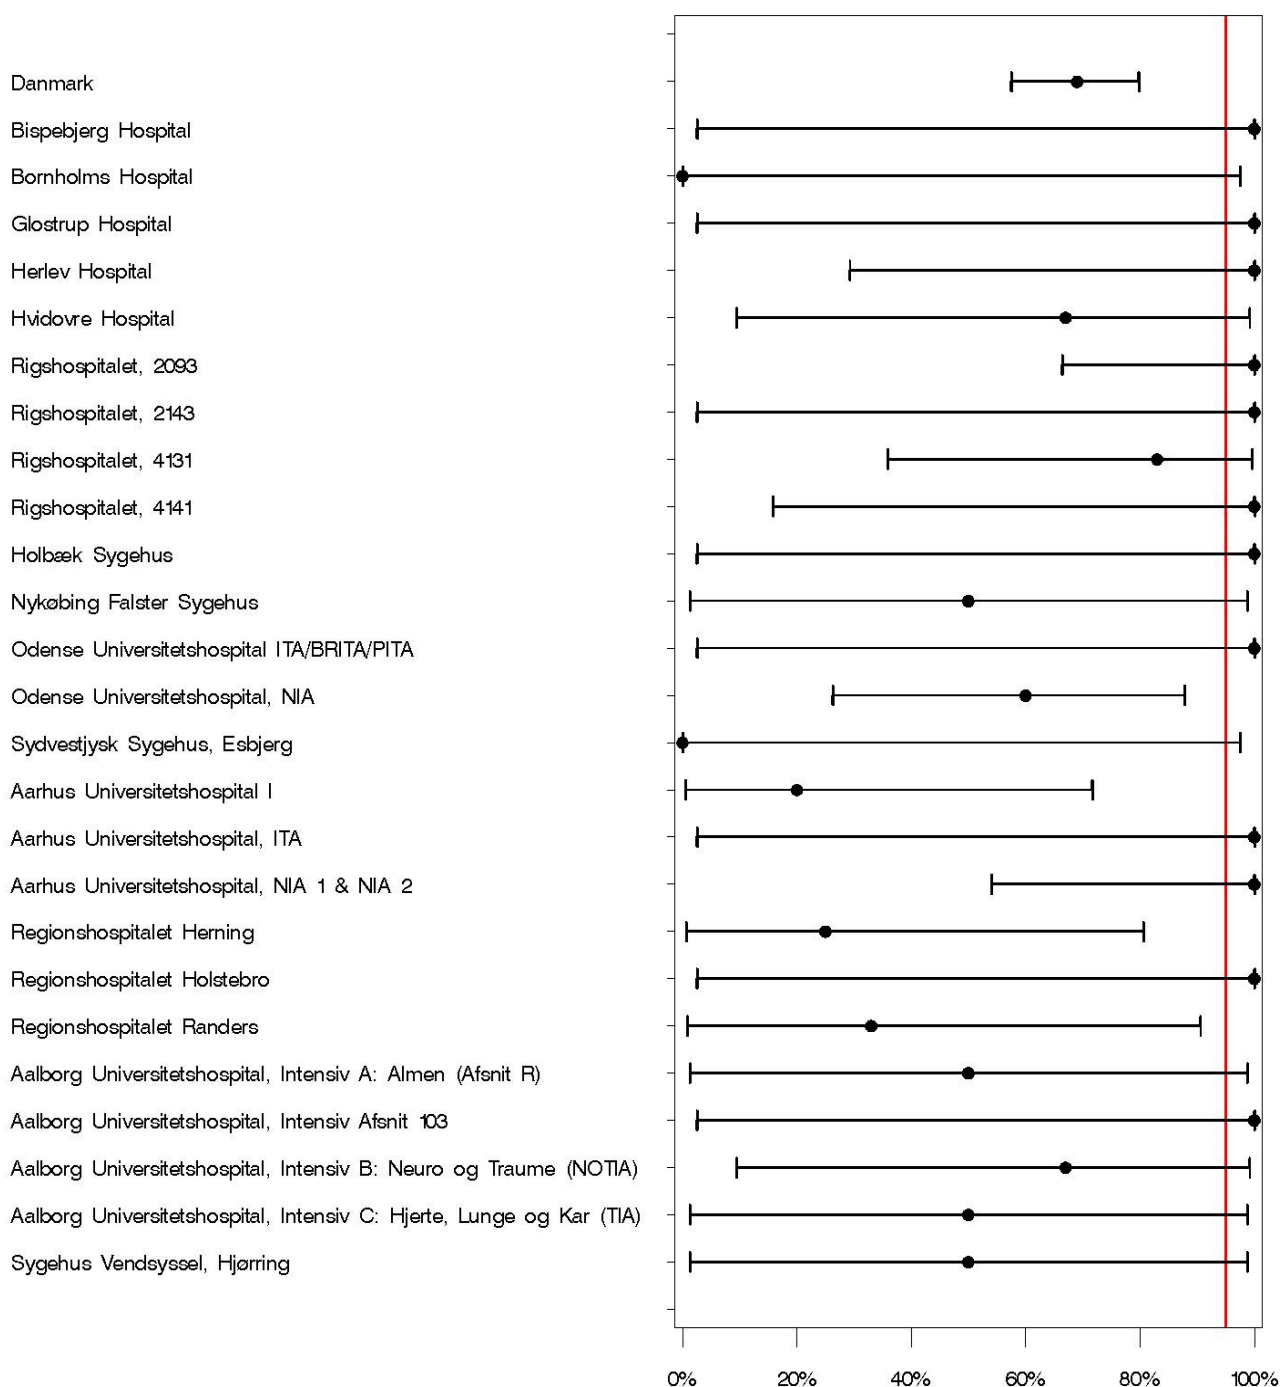 Danmark
Bispebjerg Hospital
Bornholms Hospital
Glostrup Hospital
Herlev Hospital
Hvidovre Hospital
Rigshospitalet, 2093
Rigshospitalet, 2143
Rigshospitalet, 4131
Rigshospitalet, 4141
Holbæk Sygehus
Nykøbing Falster Sygehus
Odense Universitetshospital ITA/BRITA/PITA
Odense Universitetshospital, NIA
Sydvestjysk Sygehus, Esbjerg
Aarhus Universitetshospital I
Aarhus Universitetshospital, ITA
Aarhus Universitetshospital, NIA 1 & NIA 2
Regionshospitalet Herning
Regionshospitalet Holstebro
Regionshospitalet Randers
Aalborg Universitetshospital, Intensiv A: Almen (Afsnit R)
Aalborg Universitetshospital, Intensiv Afsnit 103
Aalborg Universitetshospital, Intensiv B: Neuro og Traume (NOTIA)
Aalborg Universitetshospital, Intensiv C: Hjerte, Lunge og Kar (TIA)
Sygehus Vendsyssel, Hjørring
0% 20% 40% 60% 80% 100%